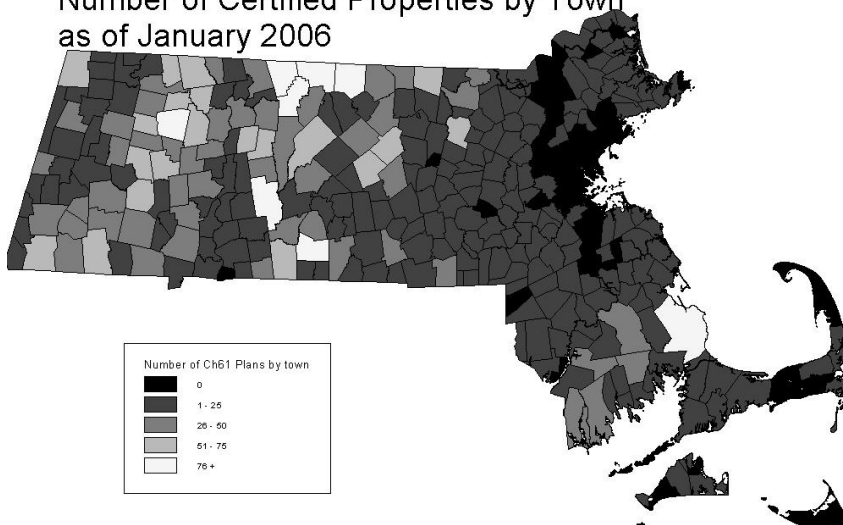 Number of Certified Properties by Town
as of January 2006
Number of Ch61 Plans by town
0
1 - 25
26 - 50
51 - 75
76 +